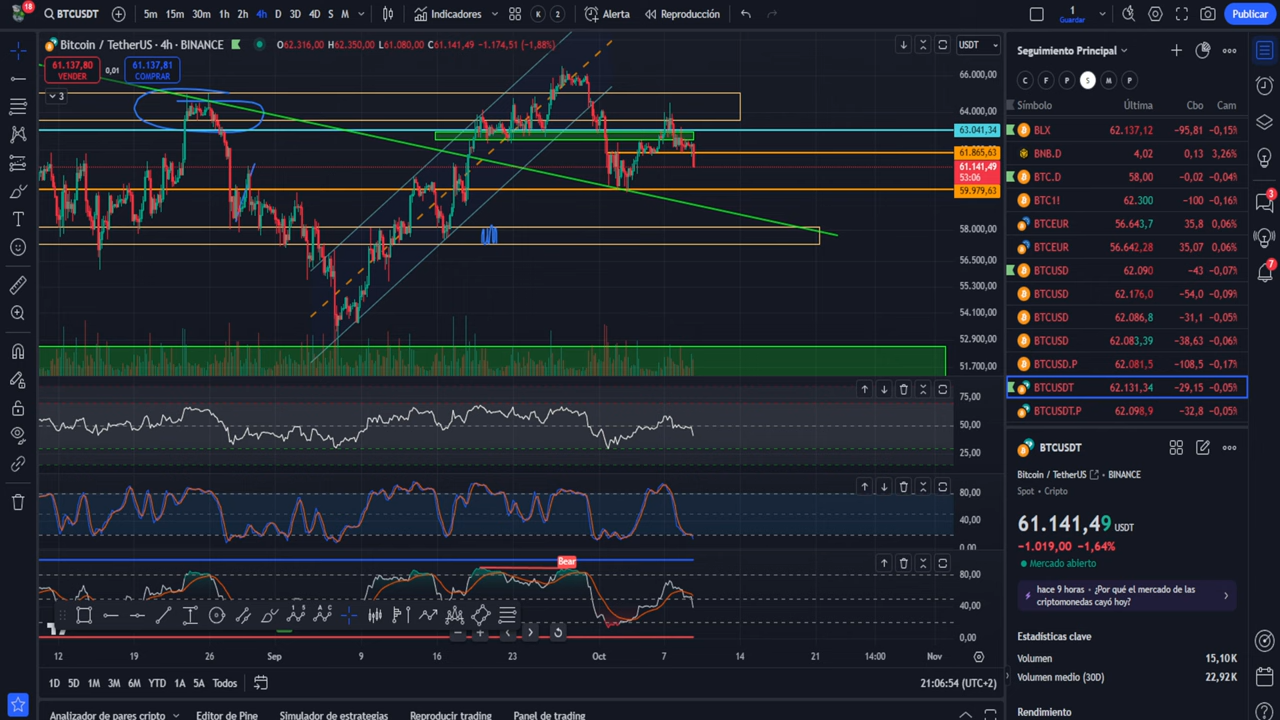 18
BTCUSDT
5m 15m 30m 1h 2h 4h D 3D 4D S M
Indicadores
K 2
Alerta
Reproducción
1
Guardar
Publicar
Bitcoin / TetherUS · 4h · BINANCE
O62.316,00 H62.350,00 L61.080,00 C61.141,49 −1.174,51 (−1,88%)
61.137,80
VENDER
0,01
61.137,81
COMPRAR
3
USDT
66.000,00
64.000,00
63.041,34
61.865,63
61.141,49
53:06
59.979,63
58.000,00
56.500,00
55.300,00
54.100,00
52.900,00
51.700,00
75,00
50,00
25,00
80,00
40,00
0,00
Bear
80,00
40,00
0,00
12 19 26 Sep 9 16 23 Oct 7 14 21 14:00 Nov
1D 5D 1M 3M 6M YTD 1A 5A Todos
21:06:54 (UTC+2)
Analizador de pares cripto
Editor de Pine
Simulador de estrategias
Reproducir trading
Panel de trading
Seguimiento Principal
C F P S M P
Símbolo Última Cbo Cam
BLX 62.137,12 −95,81 −0,15%
BNB.D 4,02 0,13 3,26%
BTC.D 58,00 −0,02 −0,04%
BTC1! 62.300 −100 −0,16%
BTCEUR 56.643,7 35,8 0,06%
BTCEUR 56.642,28 35,07 0,06%
BTCUSD 62.090 −43 −0,07%
BTCUSD 62.176,0 −54,0 −0,09%
BTCUSD 62.086,8 −31,1 −0,05%
BTCUSD 62.083,39 −38,63 −0,06%
BTCUSD.P 62.081,5 −108,5 −0,17%
BTCUSDT 62.131,34 −29,15 −0,05%
BTCUSDT.P 62.098,9 −32,8 −0,05%
BTCUSDT
Bitcoin / TetherUS · BINANCE
Spot · Cripto
61.141,49 USDT
−1.019,00 −1,64%
Mercado abierto
hace 9 horas · ¿Por qué el mercado de las
criptomonedas cayó hoy?
Estadísticas clave
Volumen 15,10K
Volumen medio (30D) 22,92K
Rendimiento
3
7